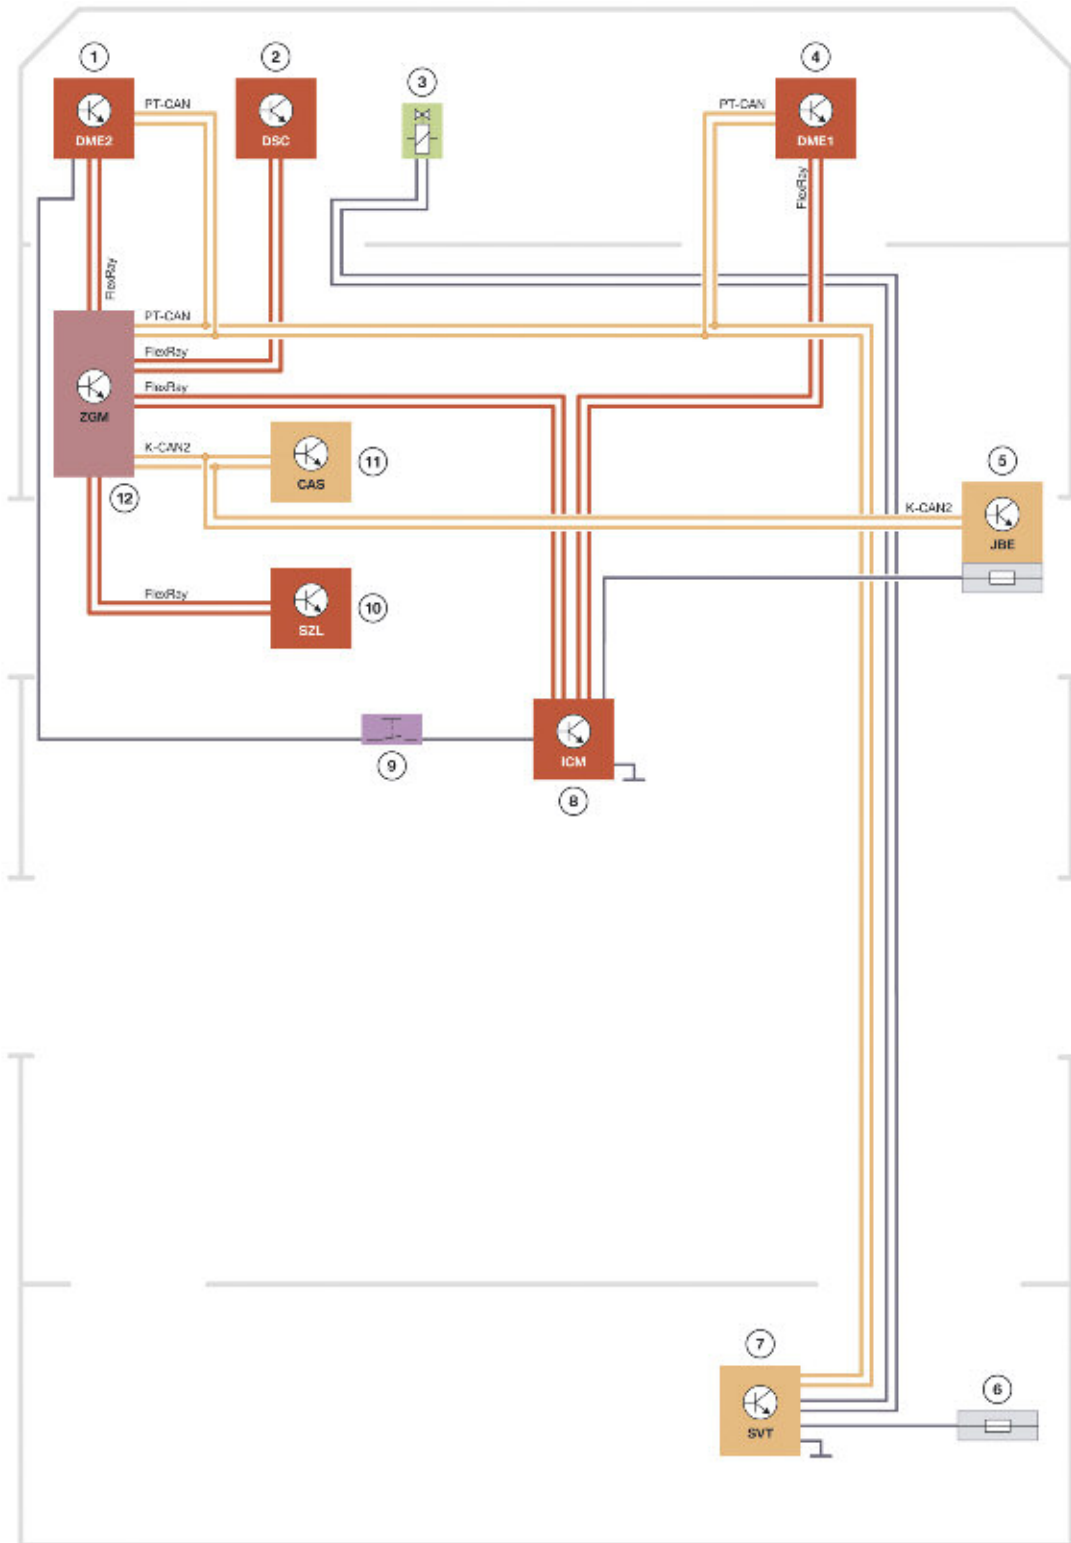 1
2
3
4
PT-CAN
PT-CAN
DME2
DSC
DME1
FlexRay
FlexRay
PT-CAN
FlexRay
FlexRay
ZGM
K-CAN2
CAS
11
5
12
K-CAN2
JBE
FlexRay
10
SZL
ICM
9
8
7
6
SVT